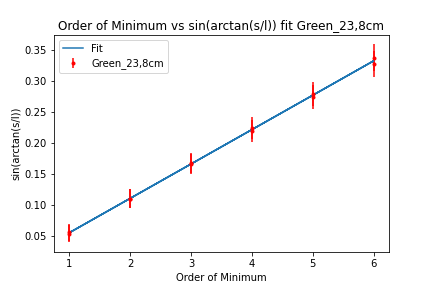 Order of Minimum vs sin(arctan(s/l)) fit Green_23,8cm
Fit
Green_23,8cm
sin(arctan(s/l))
0.35
0.30
0.25
0.20
0.15
0.10
0.05
1 2 3 4 5 6
Order of Minimum